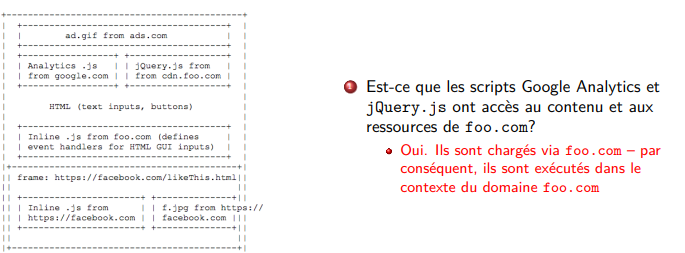 ad.gif from ads.com
Analytics .js
from google.com
jQuery.js from
from cdn.foo.com
HTML (text inputs, buttons)
Inline .js from foo.com (defines
event handlers for HTML GUI inputs)
frame: https://facebook.com/likeThis.html
Inline .js from
https://facebook.com
f.jpg from https://
facebook.com
1 Est-ce que les scripts Google Analytics et
jQuery.js ont accès au contenu et aux
ressources de foo.com?
Oui. Ils sont chargés via foo.com – par
conséquent, ils sont exécutés dans le
contexte du domaine foo.com